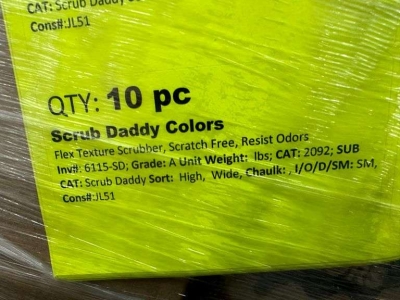 CAT: Scrub Daddy So
Cons#:JL51
QTY: 10 pc
Scrub Daddy Colors
Flex Texture Scrubber, Scratch Free, Resist Odors
Inv#: 6115-SD; Grade: A Unit Weight:  lbs; CAT: 2092; SUB
CAT: Scrub Daddy Sort:  High,  Wide, Chaulk: , I/O/D/SM: SM,
Cons#:JL51